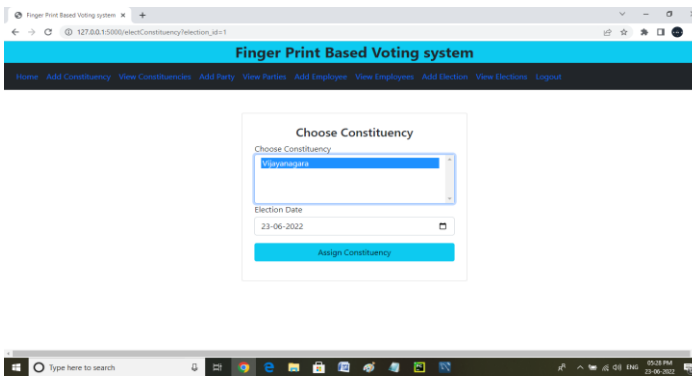 Finger Print Based Voting system
127.0.0.1:5000/electConstituency?election_id=1
Finger Print Based Voting system
Home Add Constituency View Constituencies Add Party View Parties Add Employee View Employees Add Election View Elections Logout
Choose Constituency
Choose Constituency
Vijayanagara
Election Date
23-06-2022
Assign Constituency
Type here to search
ENG
05:28 PM
23-06-2022